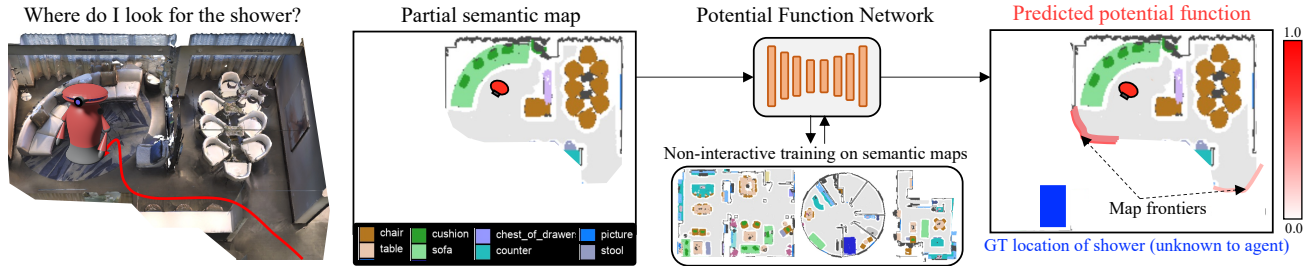 Where do I look for the shower?
Partial semantic map
Potential Function Network
Predicted potential function
1.0
Non-interactive training on semantic maps
Map frontiers
0.0
chair
cushion
chest_of_drawer
picture
table
sofa
counter
stool
GT location of shower (unknown to agent)